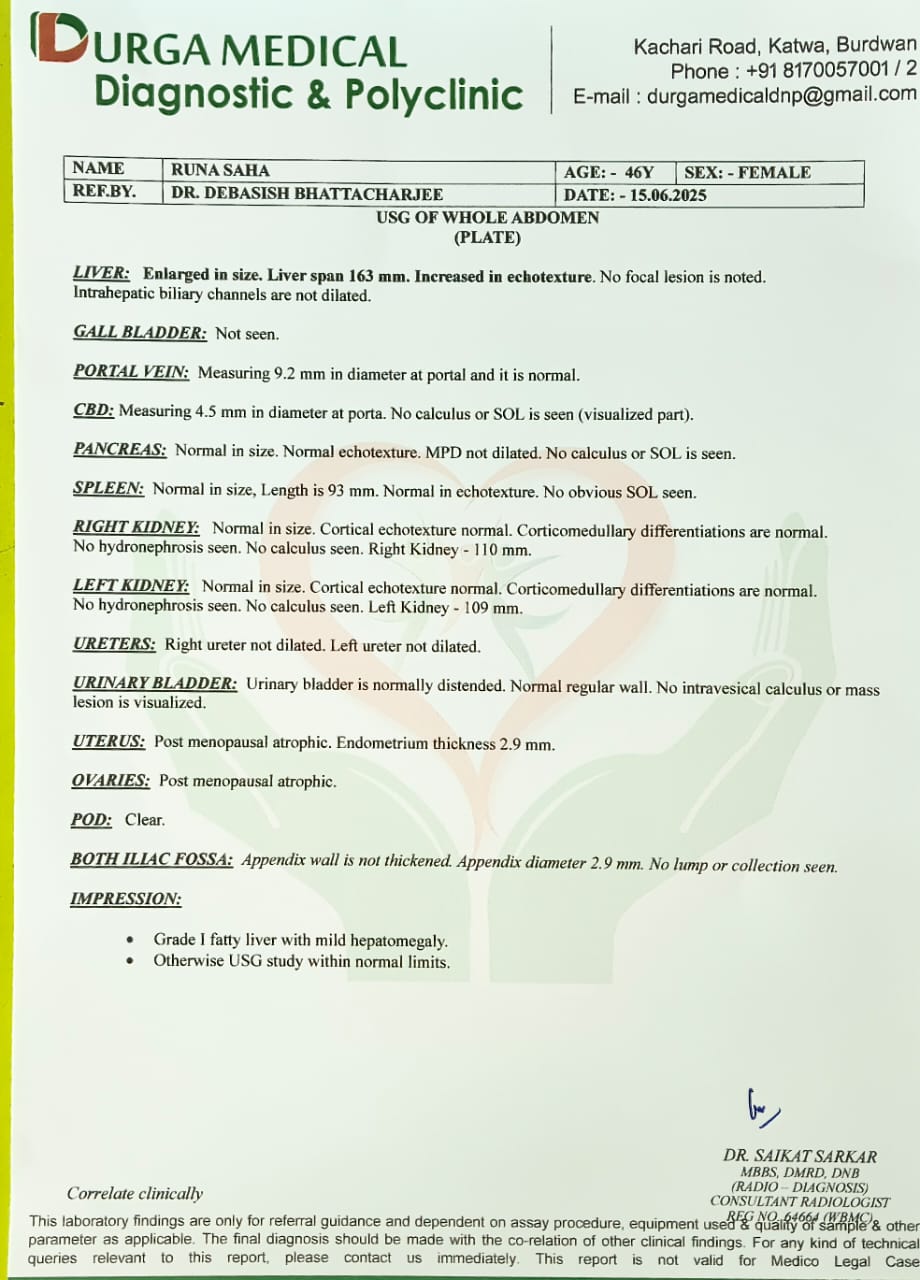 DURGA MEDICAL
Diagnostic & Polyclinic
Kachari Road, Katwa, Burdwan
Phone : +91 8170057001 / 2
E-mail : durgamedicaldnp@gmail.com
NAME RUNA SAHA AGE: - 46Y SEX: - FEMALE
REF.BY. DR. DEBASISH BHATTACHARJEE DATE: - 15.06.2025
USG OF WHOLE ABDOMEN
(PLATE)
LIVER: Enlarged in size. Liver span 163 mm. Increased in echotexture. No focal lesion is noted.
Intrahepatic biliary channels are not dilated.
GALL BLADDER: Not seen.
PORTAL VEIN: Measuring 9.2 mm in diameter at portal and it is normal.
CBD: Measuring 4.5 mm in diameter at porta. No calculus or SOL is seen (visualized part).
PANCREAS: Normal in size. Normal echotexture. MPD not dilated. No calculus or SOL is seen.
SPLEEN: Normal in size, Length is 93 mm. Normal in echotexture. No obvious SOL seen.
RIGHT KIDNEY: Normal in size. Cortical echotexture normal. Corticomedullary differentiations are normal.
No hydronephrosis seen. No calculus seen. Right Kidney - 110 mm.
LEFT KIDNEY: Normal in size. Cortical echotexture normal. Corticomedullary differentiations are normal.
No hydronephrosis seen. No calculus seen. Left Kidney - 109 mm.
URETERS: Right ureter not dilated. Left ureter not dilated.
URINARY BLADDER: Urinary bladder is normally distended. Normal regular wall. No intravesical calculus or mass
lesion is visualized.
UTERUS: Post menopausal atrophic. Endometrium thickness 2.9 mm.
OVARIES: Post menopausal atrophic.
POD: Clear.
BOTH ILIAC FOSSA: Appendix wall is not thickened. Appendix diameter 2.9 mm. No lump or collection seen.
IMPRESSION:
• Grade I fatty liver with mild hepatomegaly.
• Otherwise USG study within normal limits.
DR. SAIKAT SARKAR
MBBS, DMRD, DNB
(RADIO – DIAGNOSIS)
CONSULTANT RADIOLOGIST
REG NO. 64664 (WBMC)
Correlate clinically
This laboratory findings are only for referral guidance and dependent on assay procedure, equipment used & quality of sample & other
parameter as applicable. The final diagnosis should be made with the co-relation of other clinical findings. For any kind of technical
queries relevant to this report, please contact us immediately. This report is not valid for Medico Legal Case